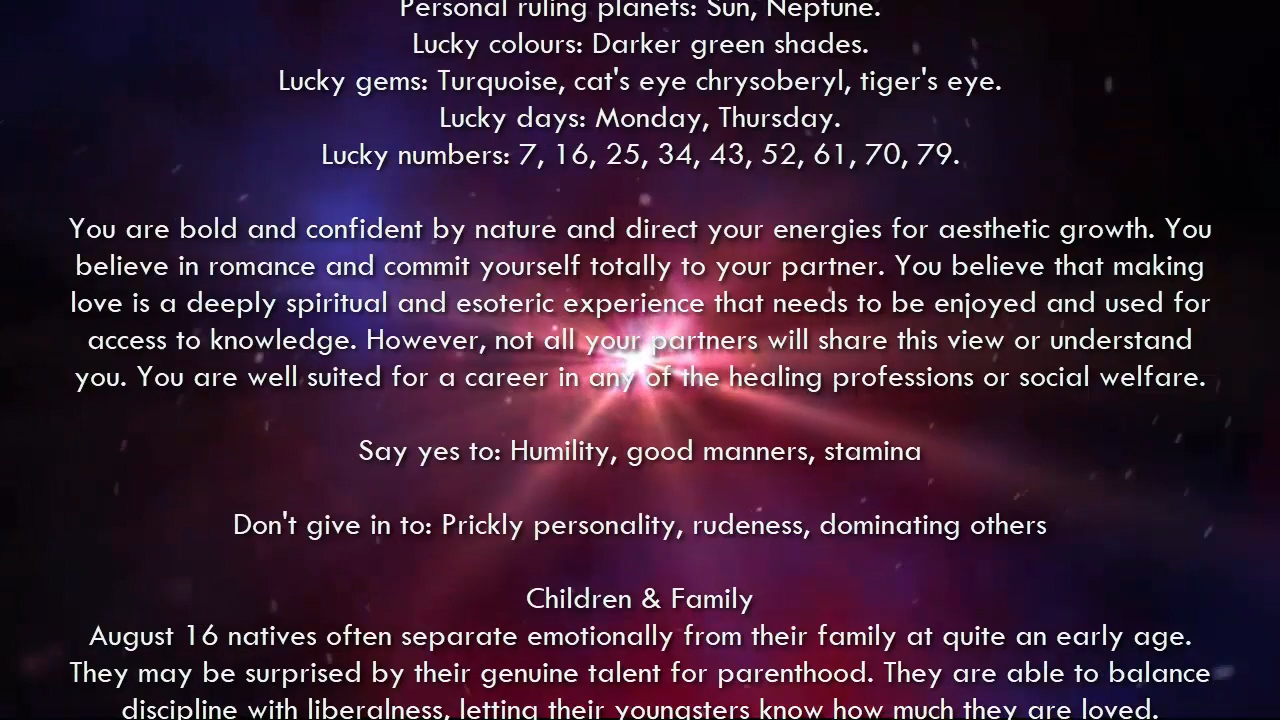 Personal ruling planets: Sun, Neptune.
Lucky colours: Darker green shades.
Lucky gems: Turquoise, cat's eye chrysoberyl, tiger's eye.
Lucky days: Monday, Thursday.
Lucky numbers: 7, 16, 25, 34, 43, 52, 61, 70, 79.
You are bold and confident by nature and direct your energies for aesthetic growth. You
believe in romance and commit yourself totally to your partner. You believe that making
love is a deeply spiritual and esoteric experience that needs to be enjoyed and used for
access to knowledge. However, not all your partners will share this view or understand
you. You are well suited for a career in any of the healing professions or social welfare.
Say yes to: Humility, good manners, stamina
Don't give in to: Prickly personality, rudeness, dominating others
Children & Family
August 16 natives often separate emotionally from their family at quite an early age.
They may be surprised by their genuine talent for parenthood. They are able to balance
discipline with liberalness, letting their youngsters know how much they are loved.